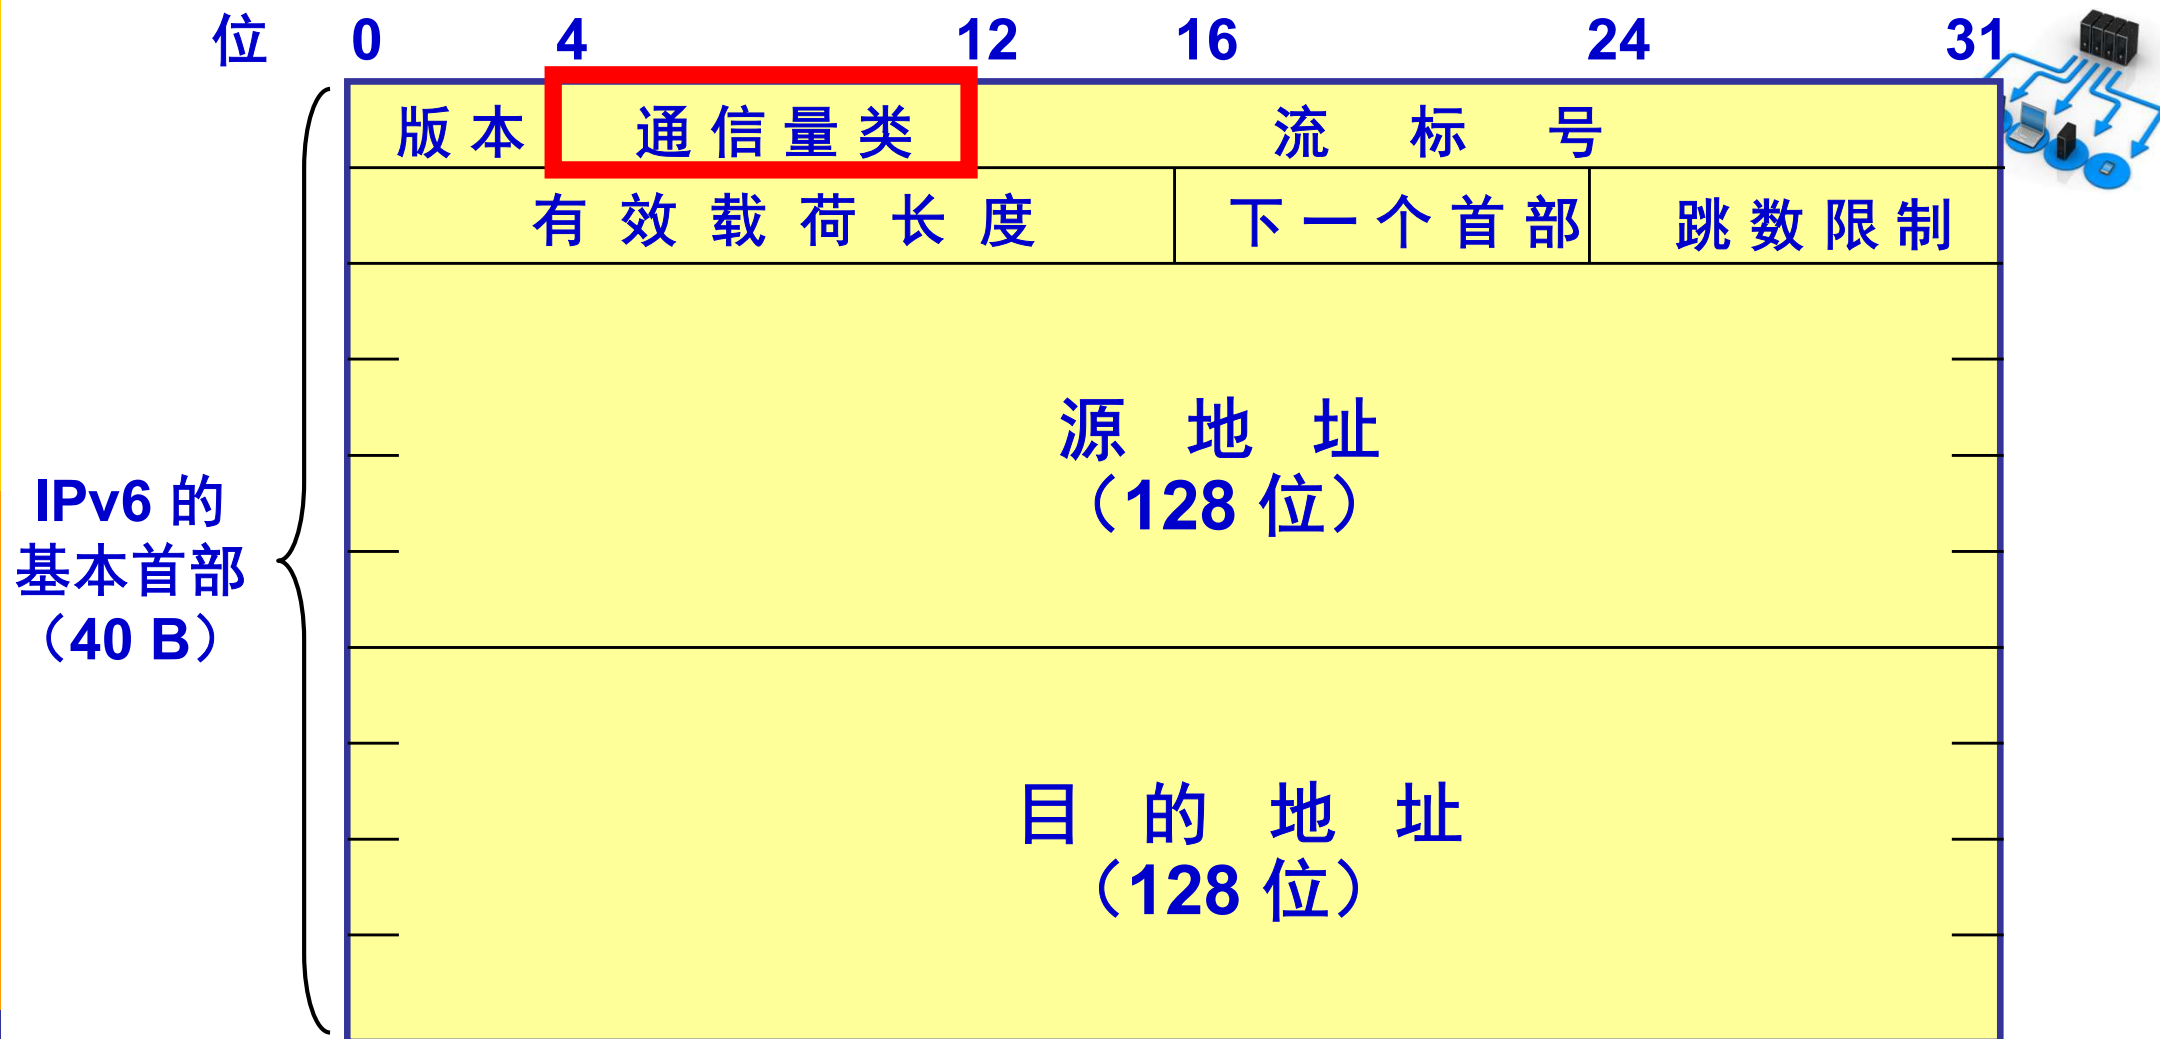 位 0 4 12 16 24 31
版本 通信量类 流标号
有效载荷长度 下一个首部 跳数限制
源地址
（128 位）
IPv6 的
基本首部
（40 B）
目的地址
（128 位）